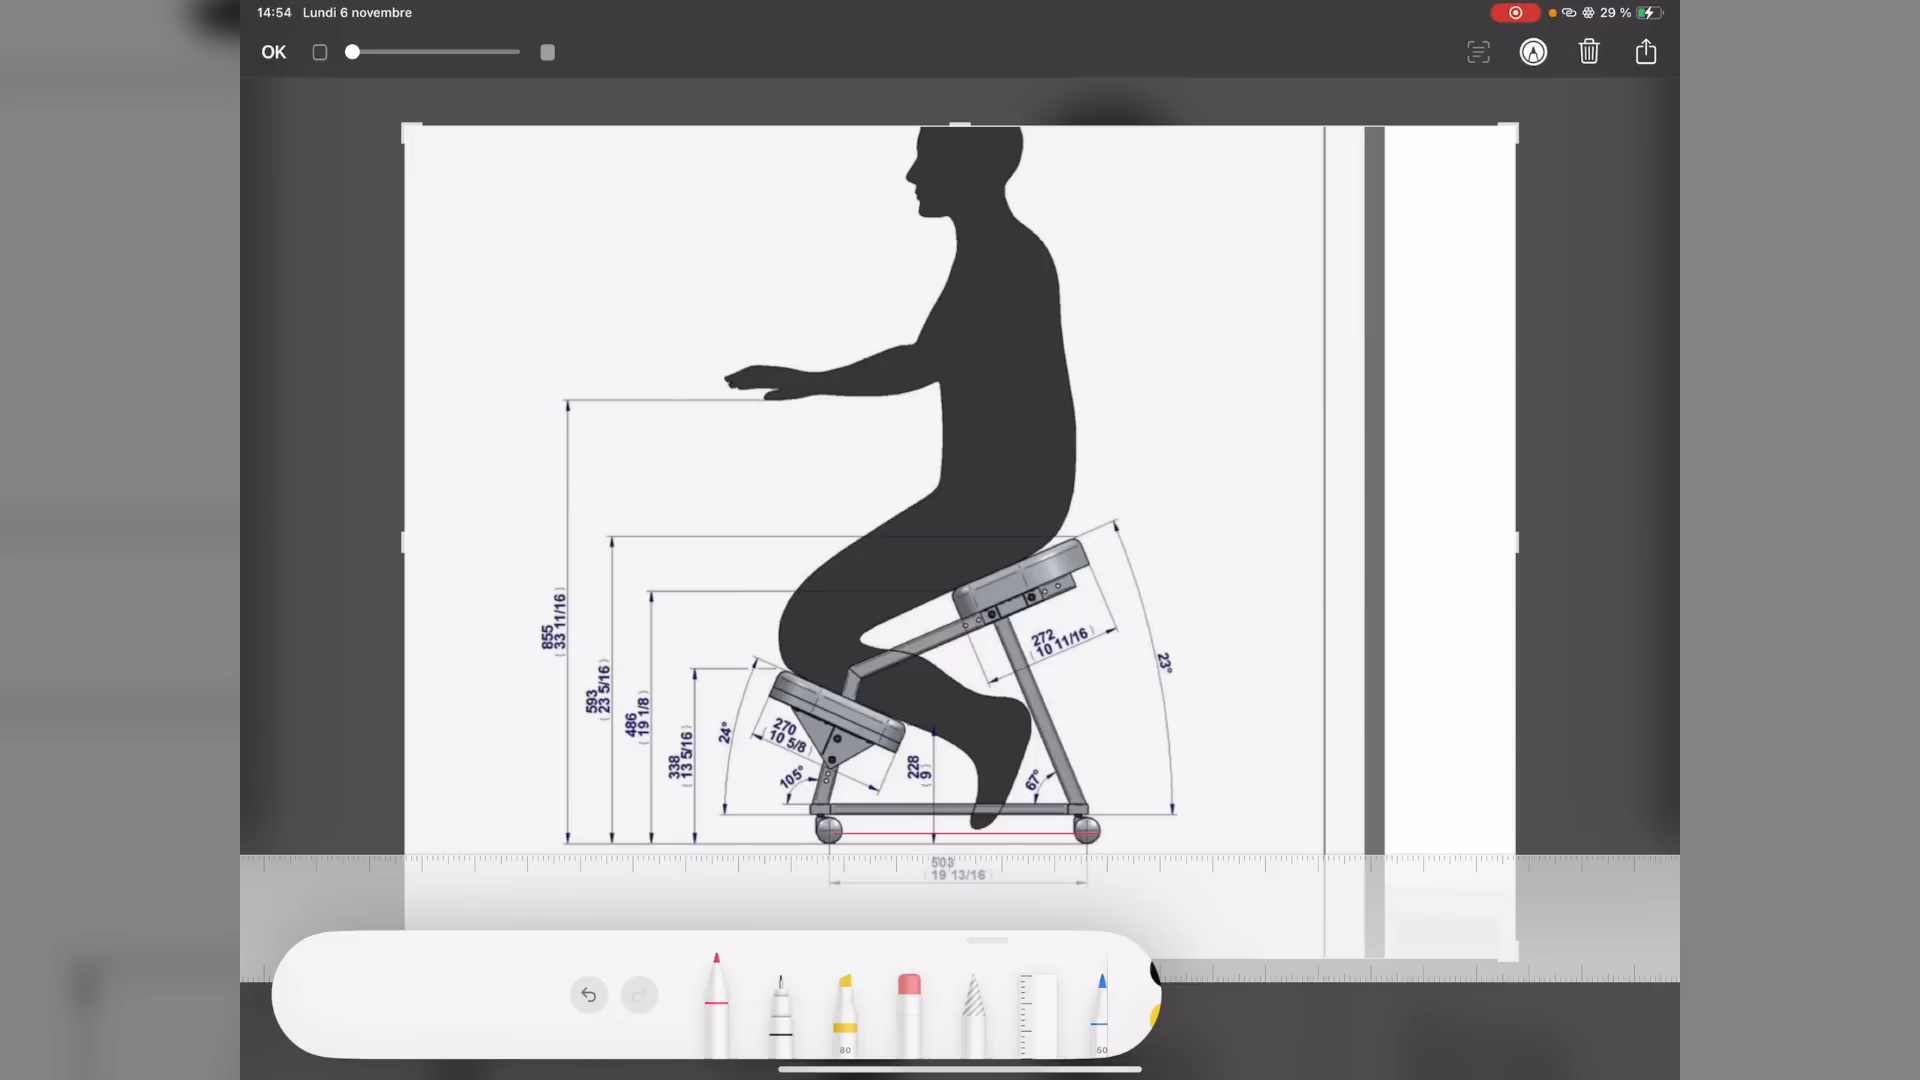 14:54 Lundi 6 novembre
29 %
OK
855
( 33 11/16 )
593
( 23 5/16 )
486
( 19 1/8 )
338
( 13 5/16 )
24°
270
( 10 5/8 )
105°
228
( 9 )
272
( 10 11/16 )
67°
23°
503
( 19 13/16 )
80
50